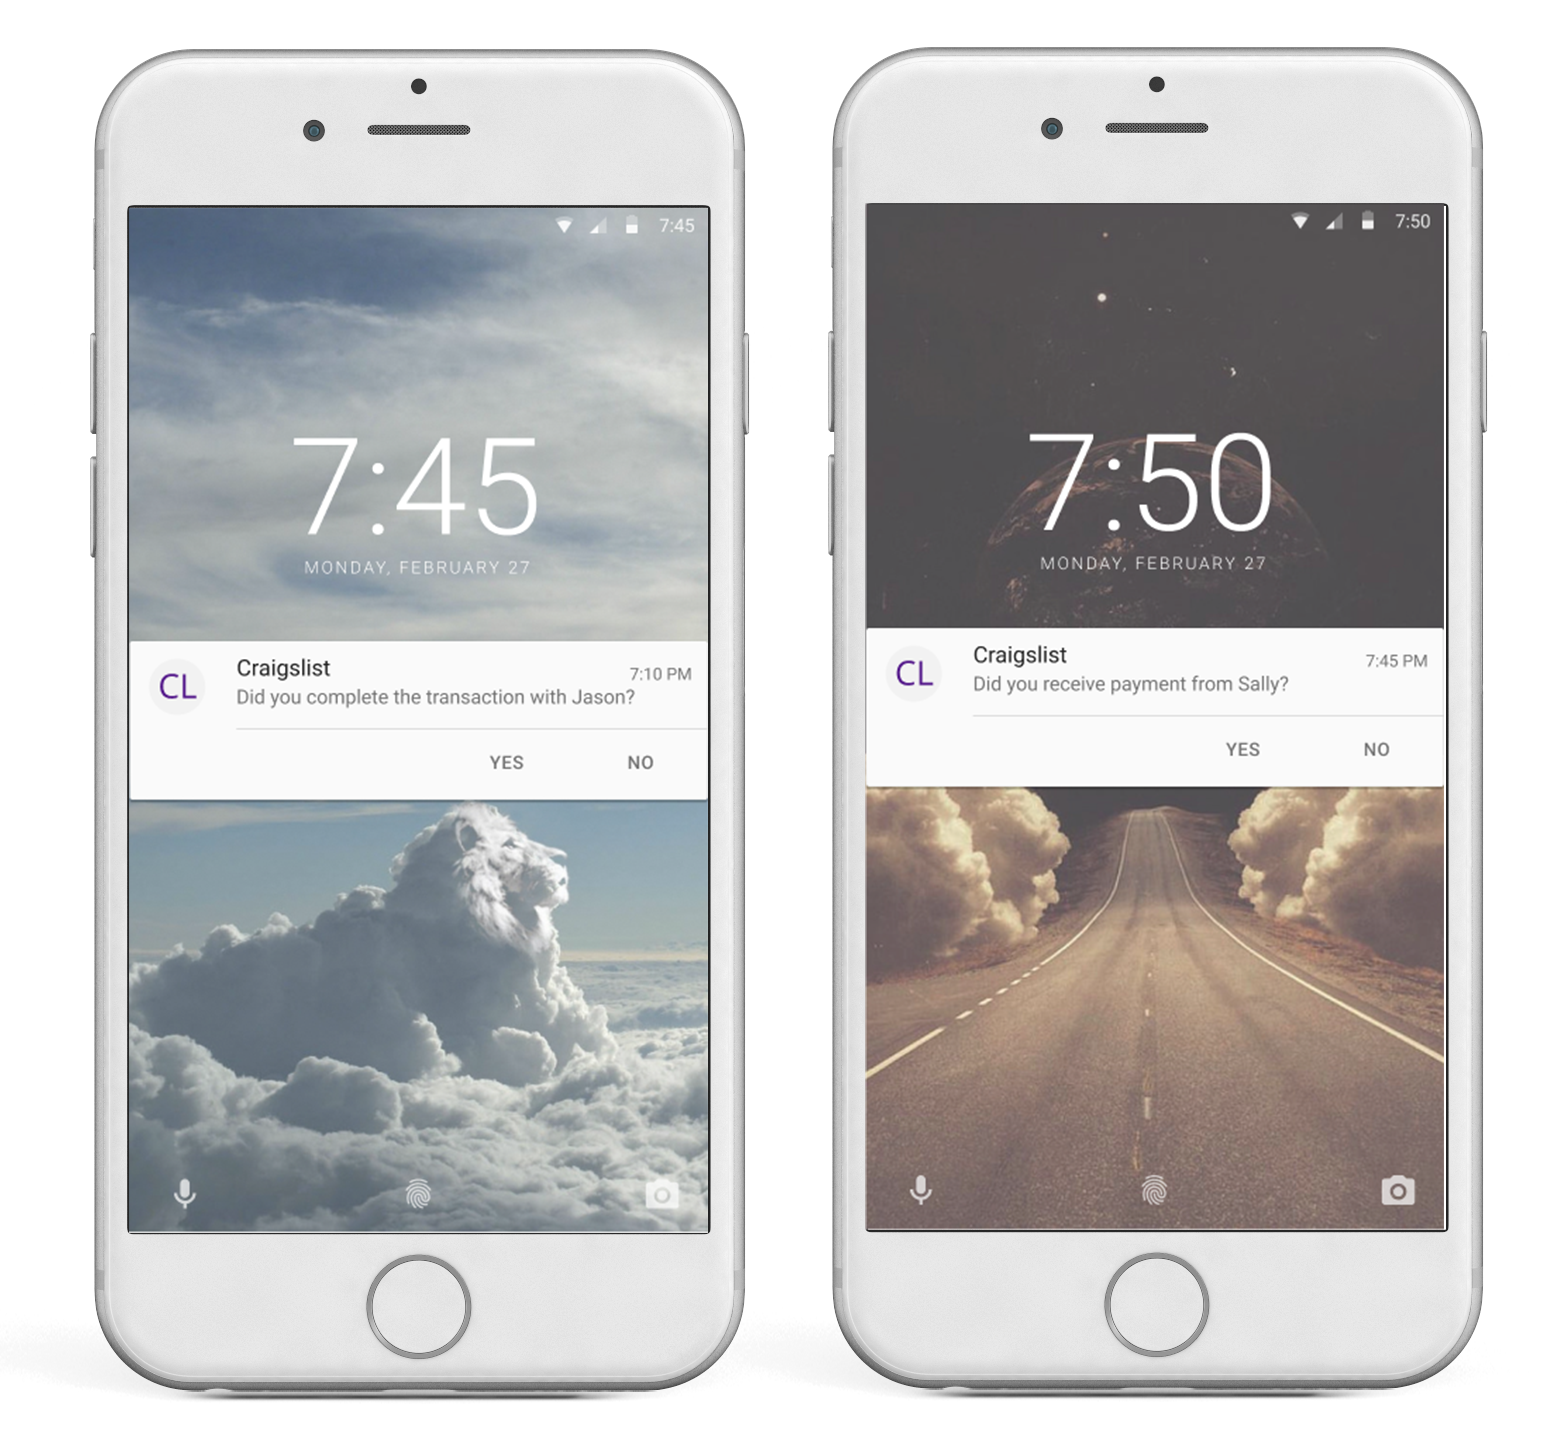 7:45
7:45
MONDAY, FEBRUARY 27
CL
Craigslist
7:10 PM
Did you complete the transaction with Jason?
YES
NO
7:50
7:50
MONDAY, FEBRUARY 27
CL
Craigslist
7:45 PM
Did you receive payment from Sally?
YES
NO